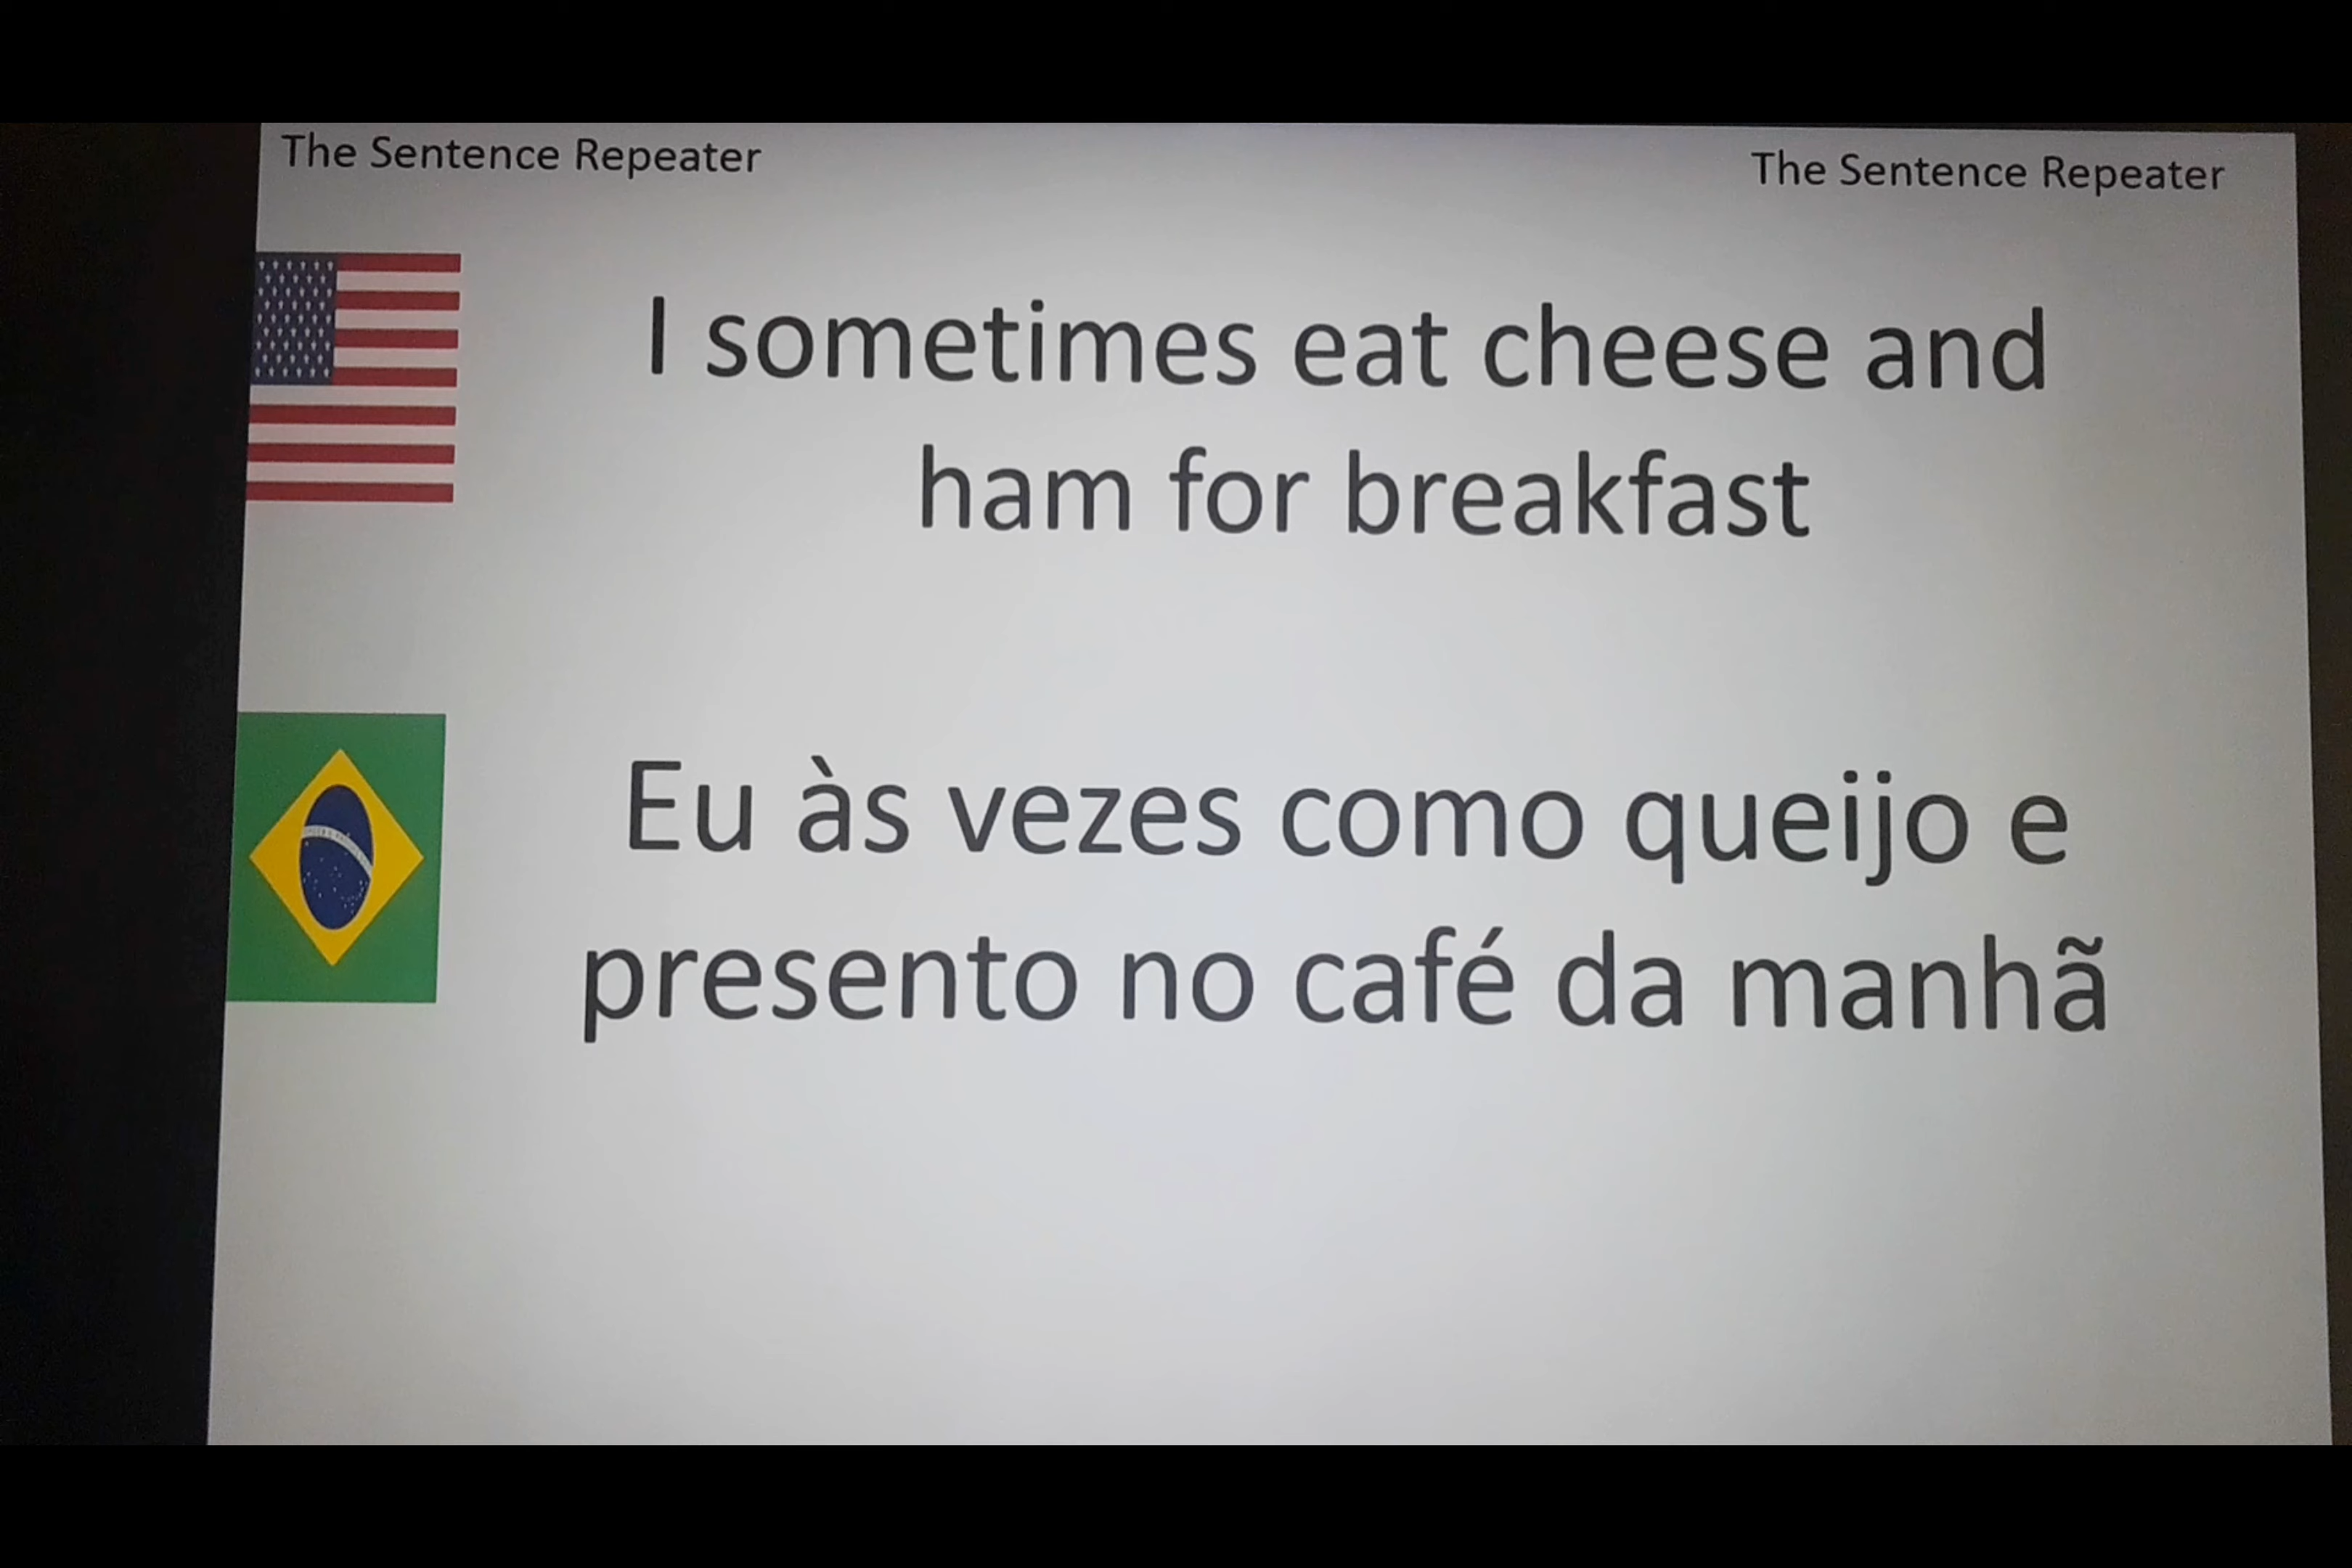 The Sentence Repeater
The Sentence Repeater
I sometimes eat cheese and
ham for breakfast
Eu às vezes como queijo e
presento no café da manhã